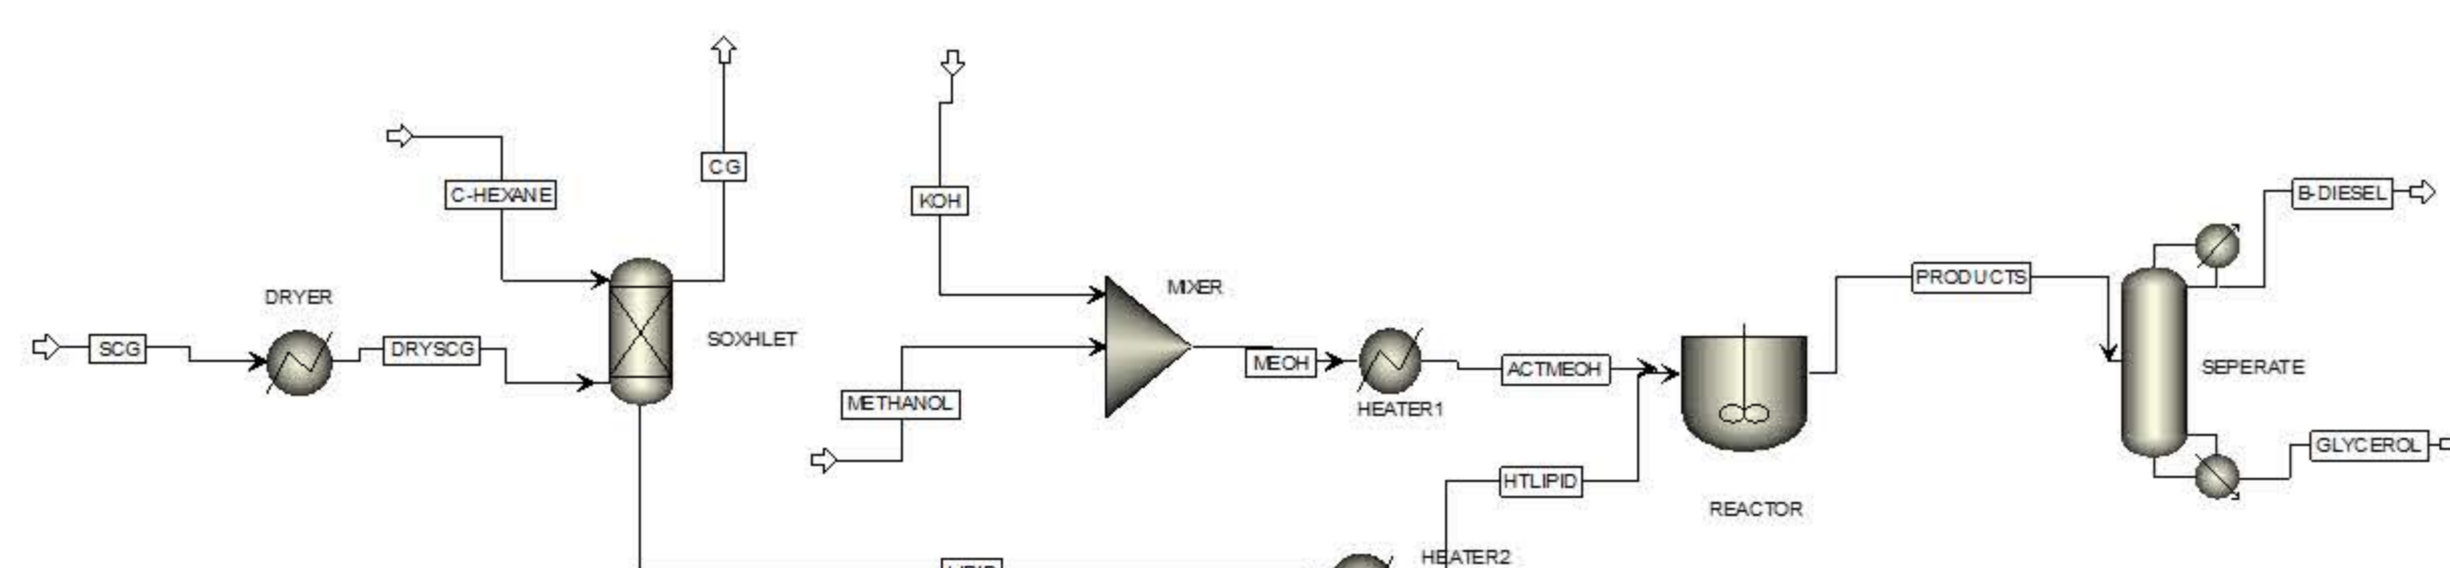 CG
C-HEXANE
KOH
B-DIESEL
PRODUCTS
MIXER
DRYER
SOXHLET
SCG
DRYSCG
MEOH
ACTMEOH
SEPERATE
METHANOL
HEATER1
GLYCEROL
HTLIPID
REACTOR
HEATER2